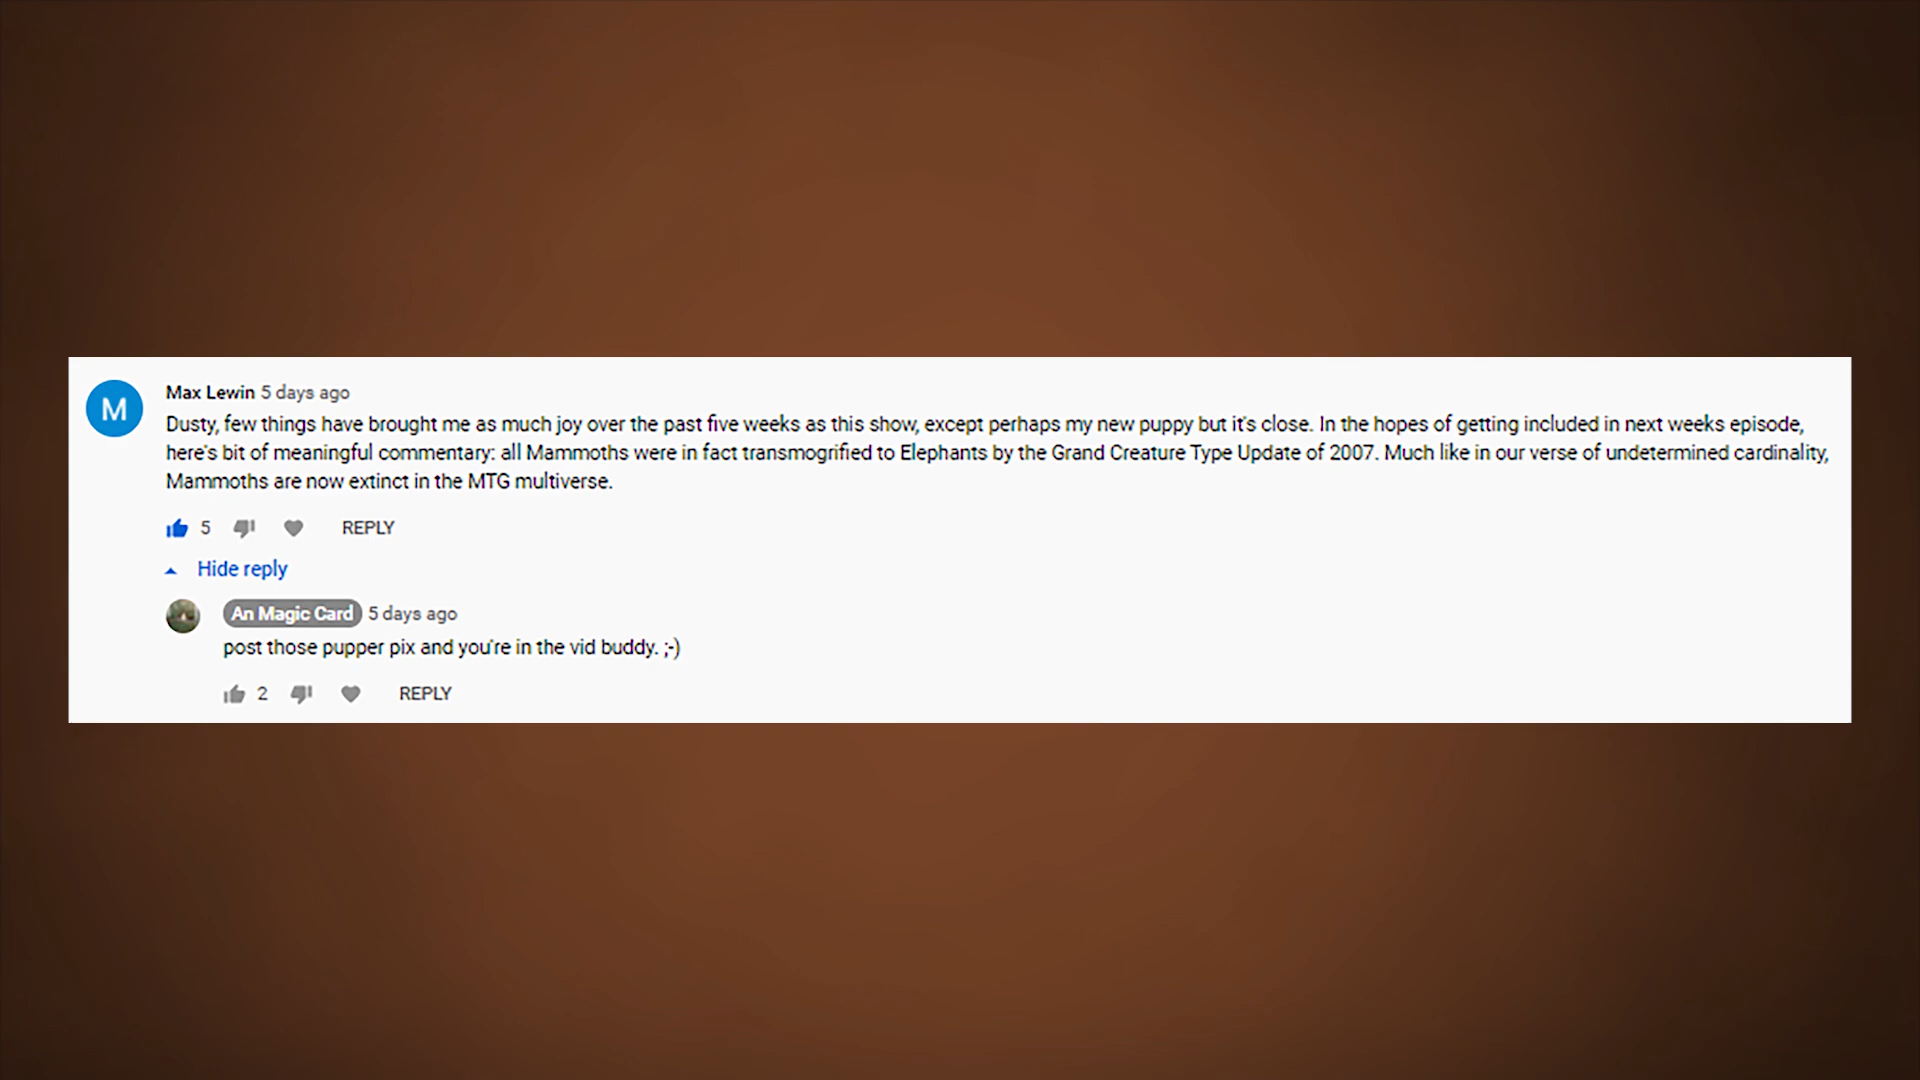 M
Max Lewin 5 days ago
Dusty, few things have brought me as much joy over the past five weeks as this show, except perhaps my new puppy but it's close. In the hopes of getting included in next weeks episode,
here's bit of meaningful commentary: all Mammoths were in fact transmogrified to Elephants by the Grand Creature Type Update of 2007. Much like in our verse of undetermined cardinality,
Mammoths are now extinct in the MTG multiverse.
5 REPLY
Hide reply
An Magic Card 5 days ago
post those pupper pix and you're in the vid buddy. ;-)
2 REPLY